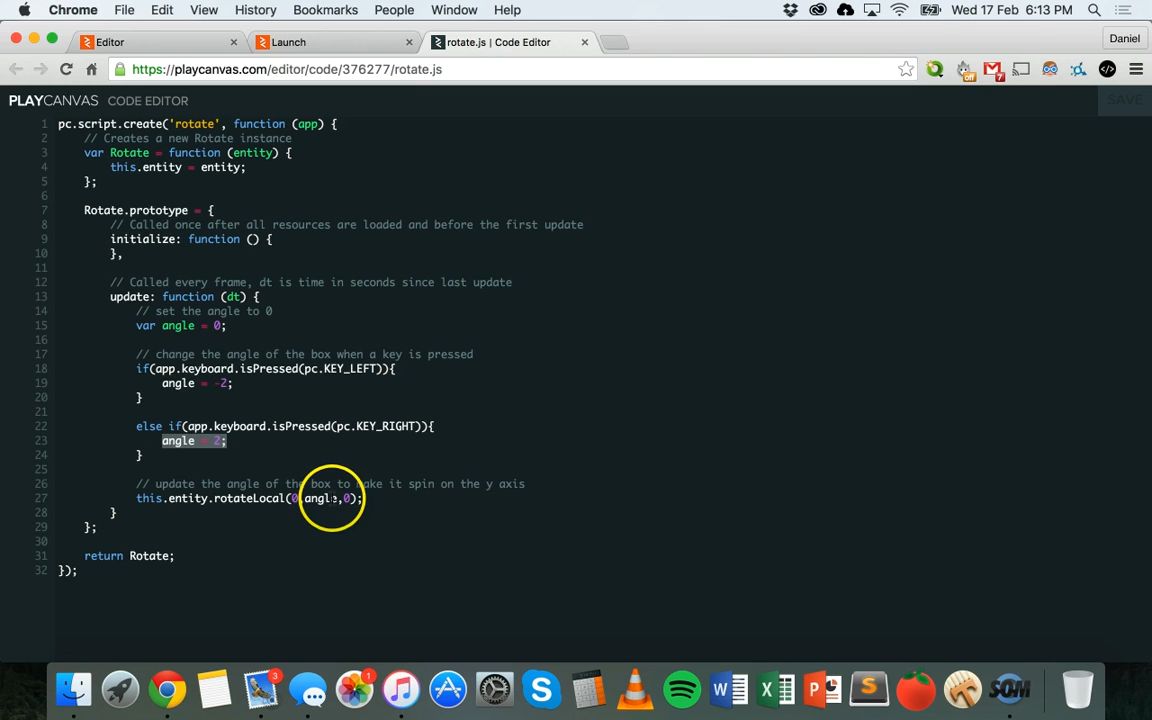 Chrome File Edit View History Bookmarks People Window Help Wed 17 Feb 6:13 PM
Editor Launch rotate.js | Code Editor Daniel
https://playcanvas.com/editor/code/376277/rotate.js
off 7
PLAYCANVAS CODE EDITOR SAVE
1 pc.script.create('rotate', function (app) {
2 // Creates a new Rotate instance
3 var Rotate = function (entity) {
4 this.entity = entity;
5 };
6
7 Rotate.prototype = {
8 // Called once after all resources are loaded and before the first update
9 initialize: function () {
10 },
11
12 // Called every frame, dt is time in seconds since last update
13 update: function (dt) {
14 // set the angle to 0
15 var angle = 0;
16
17 // change the angle of the box when a key is pressed
18 if(app.keyboard.isPressed(pc.KEY_LEFT)){
19 angle = -2;
20 }
21
22 else if(app.keyboard.isPressed(pc.KEY_RIGHT)){
23 angle = 2;
24 }
25
26 // update the angle of the box to make it spin on the y axis
27 this.entity.rotateLocal(0,angle,0);
28 }
29 };
30
31 return Rotate;
32 });
3 1 W X P S SOM